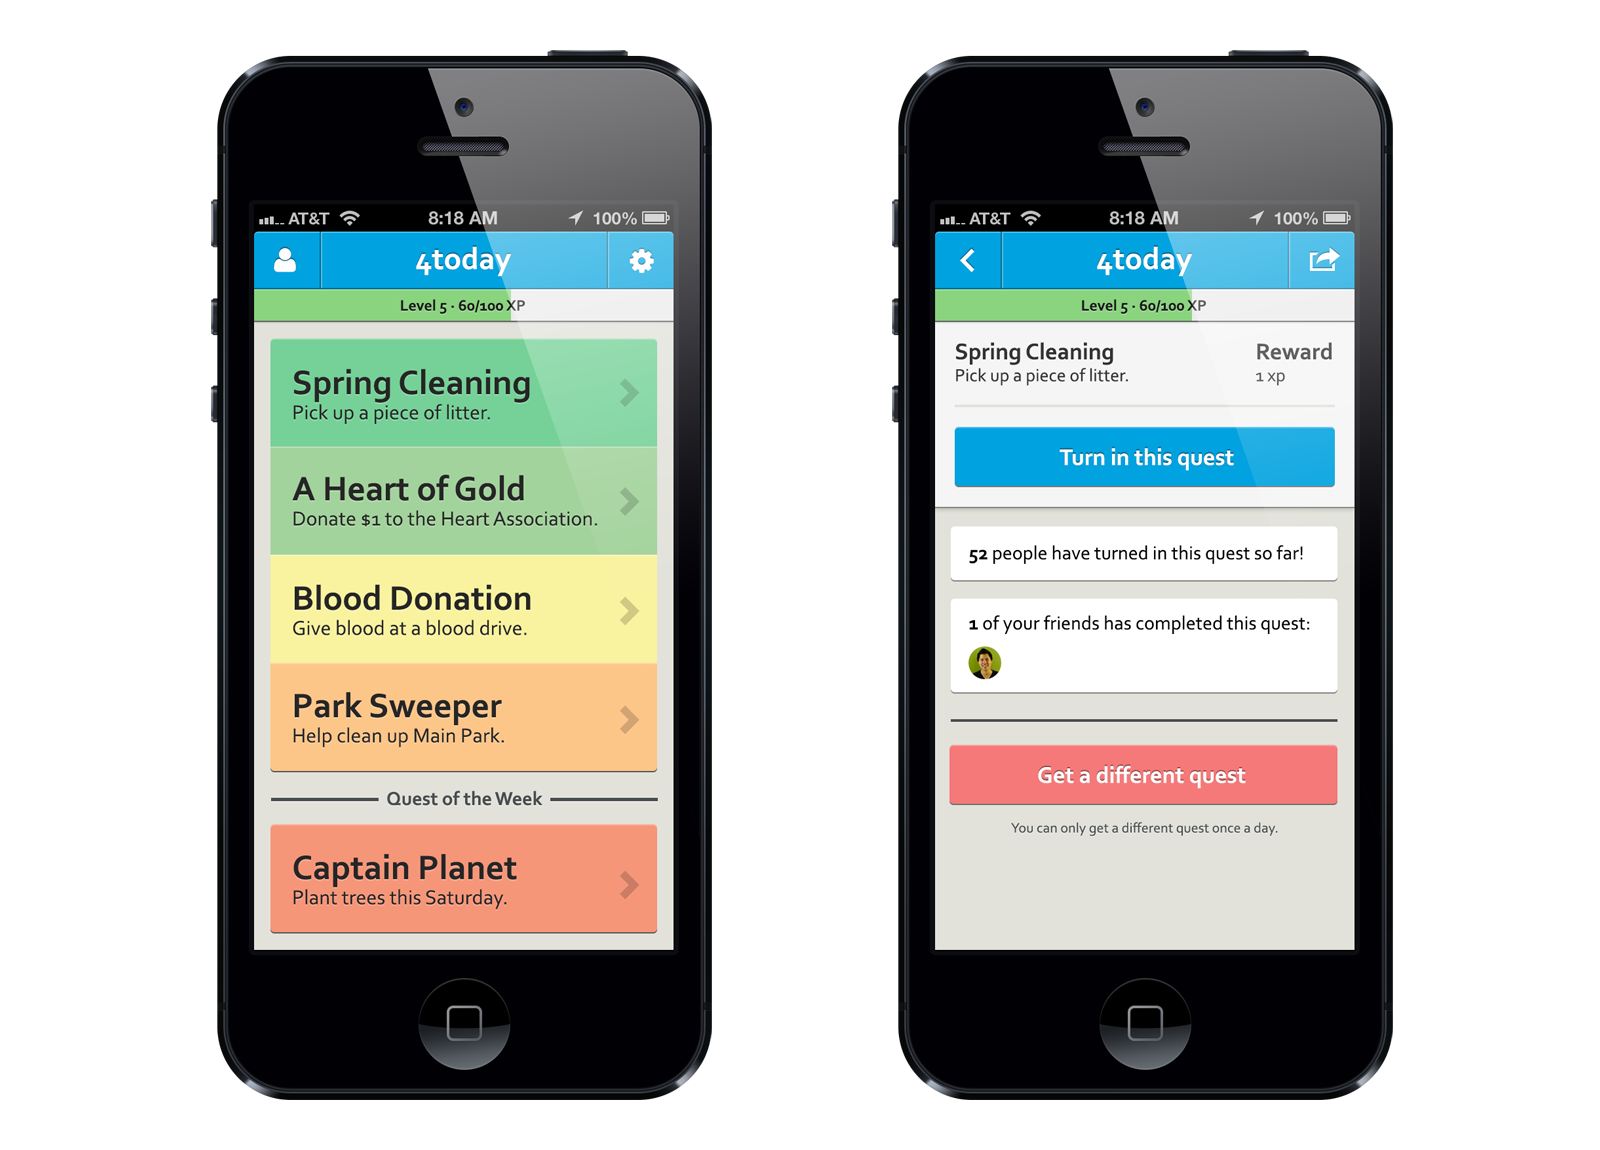 AT&T 8:18 AM 100%
4today
Level 5 · 60/100 XP
Spring Cleaning
Pick up a piece of litter.
A Heart of Gold
Donate $1 to the Heart Association.
Blood Donation
Give blood at a blood drive.
Park Sweeper
Help clean up Main Park.
Quest of the Week
Captain Planet
Plant trees this Saturday.
AT&T 8:18 AM 100%
4today
Level 5 · 60/100 XP
Spring Cleaning Reward
Pick up a piece of litter. 1 xp
Turn in this quest
52 people have turned in this quest so far!
1 of your friends has completed this quest:
Get a different quest
You can only get a different quest once a day.